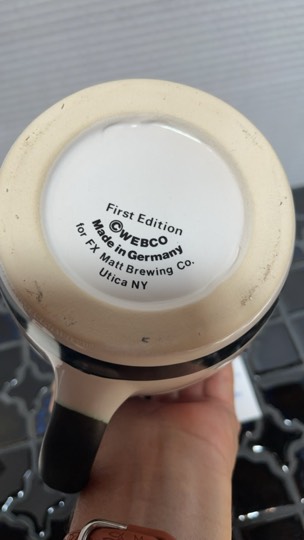 First Edition
©WEBCO
Made in Germany
for FX Matt Brewing Co.
Utica NY